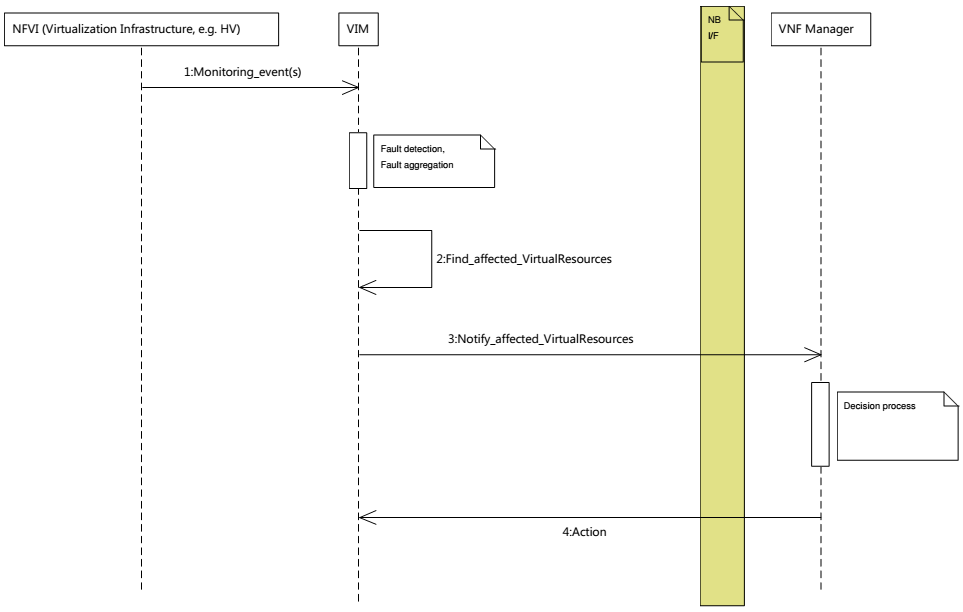 NFVI (Virtualization Infrastructure, e.g. HV)
VIM
NB
I/F
VNF Manager
1:Monitoring_event(s)
Fault detection,
Fault aggregation
2:Find_affected_VirtualResources
3:Notify_affected_VirtualResources
Decision process
4:Action